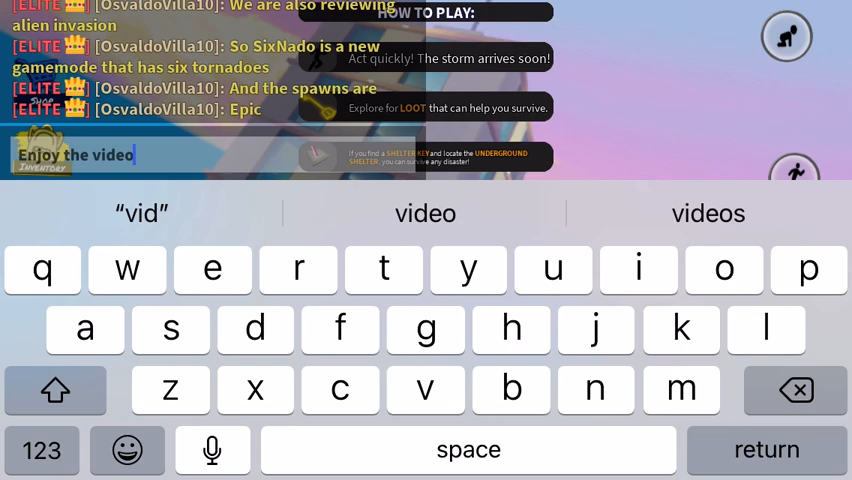 [ELITE👑] [OsvaldoVilla10]: We are also reviewing
alien invasion
[ELITE👑] [OsvaldoVilla10]: So SixNado is a new
gamemode that has six tornadoes
[ELITE👑] [OsvaldoVilla10]: And the spawns are
[ELITE👑] [OsvaldoVilla10]: Epic
SHOP
Enjoy the video
INVENTORY
HOW TO PLAY:
Act quickly! The storm arrives soon!
Explore for LOOT that can help you survive.
If you find a SHELTER KEY and locate the UNDERGROUND
SHELTER, you can survive any disaster!
“vid” video videos
q w e r t y u i o p
a s d f g h j k l
z x c v b n m
123 space return